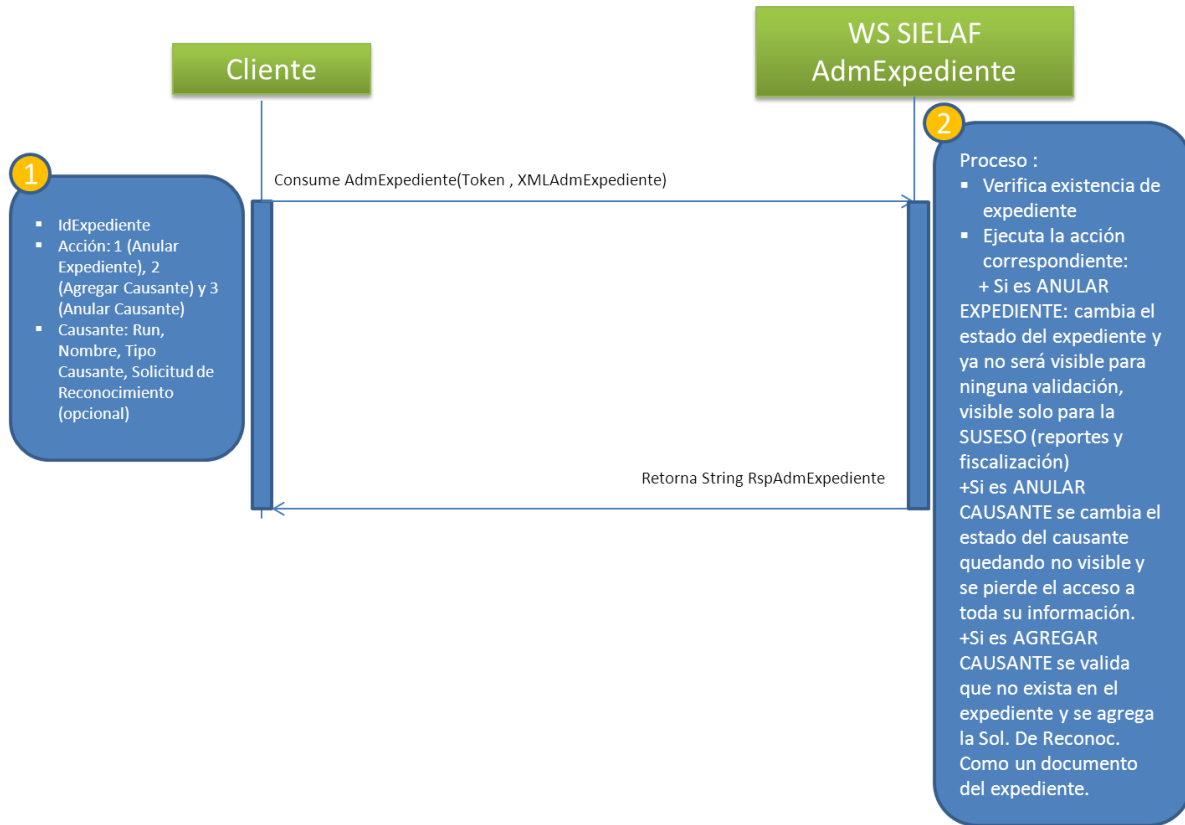 Cliente
WS SIELAF
AdmExpediente
1
▪ IdExpediente
▪ Acción: 1 (Anular
Expediente), 2
(Agregar Causante) y 3
(Anular Causante)
▪ Causante: Run,
Nombre, Tipo
Causante, Solicitud de
Reconocimiento
(opcional)
Consume AdmExpediente(Token , XMLAdmExpediente)
Retorna String RspAdmExpediente
2
Proceso :
▪ Verifica existencia de
expediente
▪ Ejecuta la acción
correspondiente:
+ Si es ANULAR
EXPEDIENTE: cambia el
estado del expediente y
ya no será visible para
ninguna validación,
visible solo para la
SUSESO (reportes y
fiscalización)
+Si es ANULAR
CAUSANTE se cambia el
estado del causante
quedando no visible y
se pierde el acceso a
toda su información.
+Si es AGREGAR
CAUSANTE se valida
que no exista en el
expediente y se agrega
la Sol. De Reconoc.
Como un documento
del expediente.